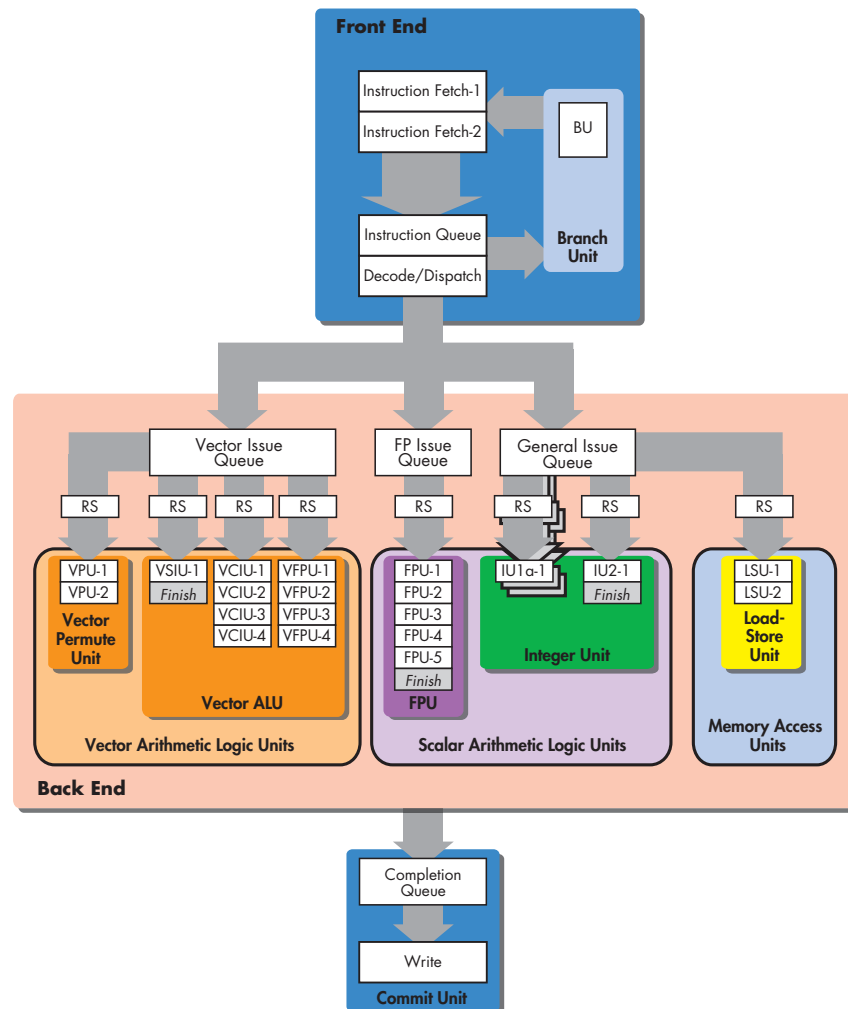 Front End
Instruction Fetch-1
Instruction Fetch-2
BU
Instruction Queue
Decode/Dispatch
Branch
Unit
Vector Issue
Queue
FP Issue
Queue
General Issue
Queue
RS
RS
RS
RS
RS
RS
RS
RS
VPU-1
VPU-2
Vector
Permute
Unit
VSIU-1
Finish
VCIU-1
VCIU-2
VCIU-3
VCIU-4
VFPU-1
VFPU-2
VFPU-3
VFPU-4
Vector ALU
Vector Arithmetic Logic Units
FPU-1
FPU-2
FPU-3
FPU-4
FPU-5
Finish
FPU
IU1a-1
IU2-1
Finish
Integer Unit
Scalar Arithmetic Logic Units
LSU-1
LSU-2
Load-
Store
Unit
Memory Access
Units
Back End
Completion
Queue
Write
Commit Unit